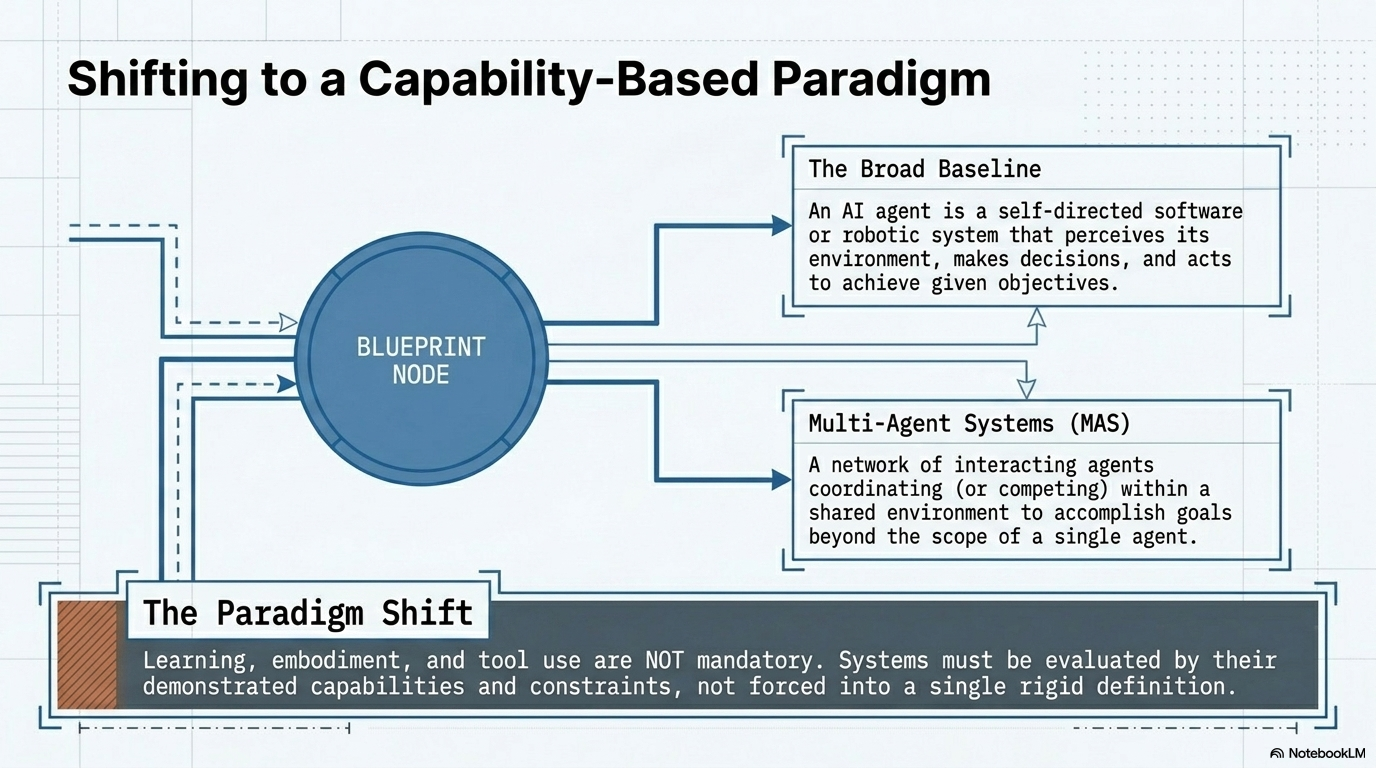 Shifting to a Capability-Based Paradigm
The Broad Baseline
An AI agent is a self-directed software
or robotic system that perceives its
environment, makes decisions, and acts
to achieve given objectives.
BLUEPRINT
NODE
Multi-Agent Systems (MAS)
A network of interacting agents
coordinating (or competing) within a
shared environment to accomplish goals
beyond the scope of a single agent.
The Paradigm Shift
Learning, embodiment, and tool use are NOT mandatory. Systems must be evaluated by their
demonstrated capabilities and constraints, not forced into a single rigid definition.
NotebookLM